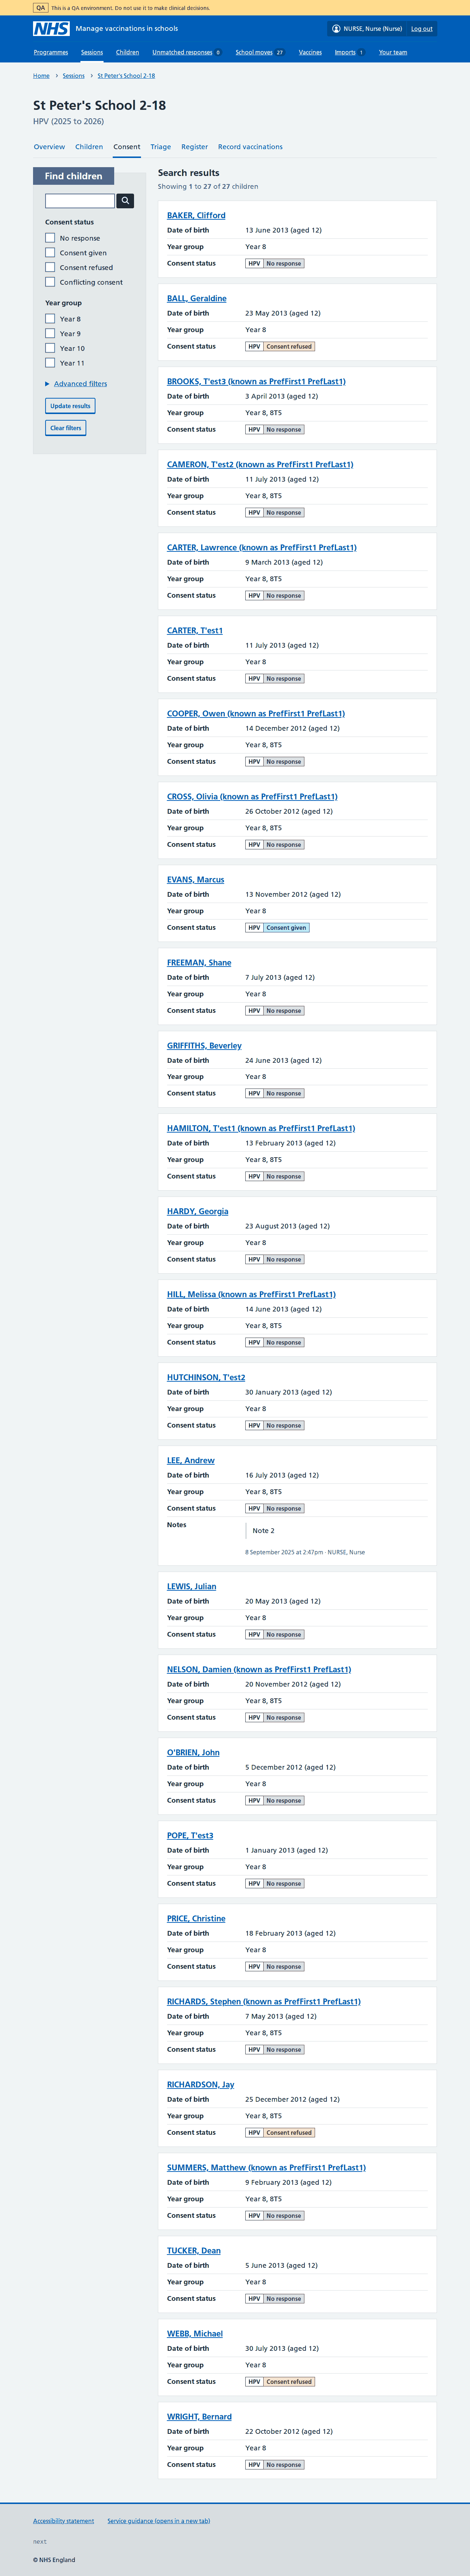 QA This is a QA environment. Do not use it to make clinical decisions.
NHS Manage vaccinations in schools NURSE, Nurse (Nurse) Log out
Programmes Sessions Children Unmatched responses 0 School moves 27 Vaccines Imports 1 Your team
Home › Sessions › St Peter's School 2-18
St Peter's School 2-18
HPV (2025 to 2026)
Overview Children Consent Triage Register Record vaccinations
Find children
Consent status
No response
Consent given
Consent refused
Conflicting consent
Year group
Year 8
Year 9
Year 10
Year 11
Advanced filters
Update results
Clear filters
Search results
Showing 1 to 27 of 27 children
BAKER, Clifford
Date of birth 13 June 2013 (aged 12)
Year group Year 8
Consent status HPV No response
BALL, Geraldine
Date of birth 23 May 2013 (aged 12)
Year group Year 8
Consent status HPV Consent refused
BROOKS, T'est3 (known as PrefFirst1 PrefLast1)
Date of birth 3 April 2013 (aged 12)
Year group Year 8, 8T5
Consent status HPV No response
CAMERON, T'est2 (known as PrefFirst1 PrefLast1)
Date of birth 11 July 2013 (aged 12)
Year group Year 8, 8T5
Consent status HPV No response
CARTER, Lawrence (known as PrefFirst1 PrefLast1)
Date of birth 9 March 2013 (aged 12)
Year group Year 8, 8T5
Consent status HPV No response
CARTER, T'est1
Date of birth 11 July 2013 (aged 12)
Year group Year 8
Consent status HPV No response
COOPER, Owen (known as PrefFirst1 PrefLast1)
Date of birth 14 December 2012 (aged 12)
Year group Year 8, 8T5
Consent status HPV No response
CROSS, Olivia (known as PrefFirst1 PrefLast1)
Date of birth 26 October 2012 (aged 12)
Year group Year 8, 8T5
Consent status HPV No response
EVANS, Marcus
Date of birth 13 November 2012 (aged 12)
Year group Year 8
Consent status HPV Consent given
FREEMAN, Shane
Date of birth 7 July 2013 (aged 12)
Year group Year 8
Consent status HPV No response
GRIFFITHS, Beverley
Date of birth 24 June 2013 (aged 12)
Year group Year 8
Consent status HPV No response
HAMILTON, T'est1 (known as PrefFirst1 PrefLast1)
Date of birth 13 February 2013 (aged 12)
Year group Year 8, 8T5
Consent status HPV No response
HARDY, Georgia
Date of birth 23 August 2013 (aged 12)
Year group Year 8
Consent status HPV No response
HILL, Melissa (known as PrefFirst1 PrefLast1)
Date of birth 14 June 2013 (aged 12)
Year group Year 8, 8T5
Consent status HPV No response
HUTCHINSON, T'est2
Date of birth 30 January 2013 (aged 12)
Year group Year 8
Consent status HPV No response
LEE, Andrew
Date of birth 16 July 2013 (aged 12)
Year group Year 8, 8T5
Consent status HPV No response
Notes Note 2
8 September 2025 at 2:47pm · NURSE, Nurse
LEWIS, Julian
Date of birth 20 May 2013 (aged 12)
Year group Year 8
Consent status HPV No response
NELSON, Damien (known as PrefFirst1 PrefLast1)
Date of birth 20 November 2012 (aged 12)
Year group Year 8, 8T5
Consent status HPV No response
O'BRIEN, John
Date of birth 5 December 2012 (aged 12)
Year group Year 8
Consent status HPV No response
POPE, T'est3
Date of birth 1 January 2013 (aged 12)
Year group Year 8
Consent status HPV No response
PRICE, Christine
Date of birth 18 February 2013 (aged 12)
Year group Year 8
Consent status HPV No response
RICHARDS, Stephen (known as PrefFirst1 PrefLast1)
Date of birth 7 May 2013 (aged 12)
Year group Year 8, 8T5
Consent status HPV No response
RICHARDSON, Jay
Date of birth 25 December 2012 (aged 12)
Year group Year 8, 8T5
Consent status HPV Consent refused
SUMMERS, Matthew (known as PrefFirst1 PrefLast1)
Date of birth 9 February 2013 (aged 12)
Year group Year 8, 8T5
Consent status HPV No response
TUCKER, Dean
Date of birth 5 June 2013 (aged 12)
Year group Year 8
Consent status HPV No response
WEBB, Michael
Date of birth 30 July 2013 (aged 12)
Year group Year 8
Consent status HPV Consent refused
WRIGHT, Bernard
Date of birth 22 October 2012 (aged 12)
Year group Year 8
Consent status HPV No response
Accessibility statement Service guidance (opens in a new tab)
next
© NHS England